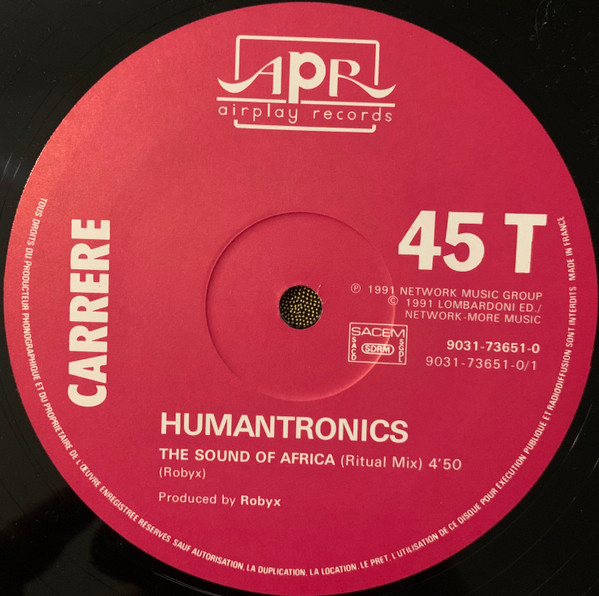 APR
airplay records
CARRERE
45 T
℗ 1991 NETWORK MUSIC GROUP
© 1991 LOMBARDONI ED./
NETWORK-MORE MUSIC
SACEM
SACD
SDRM
SGDL
9031-73651-0
9031-73651-0/1
HUMANTRONICS
THE SOUND OF AFRICA (Ritual Mix) 4'50
(Robyx)
Produced by Robyx
TOUS DROITS DU PRODUCTEUR PHONOGRAPHIQUE ET DU PROPRIETAIRE DE L'ŒUVRE ENREGISTREE RESERVES SAUF AUTORISATION, LA DUPLICATION, LA LOCATION, LE PRET, L'UTILISATION DE CE DISQUE POUR EXECUTION PUBLIQUE ET RADIODIFFUSION SONT INTERDITS MADE IN FRANCE